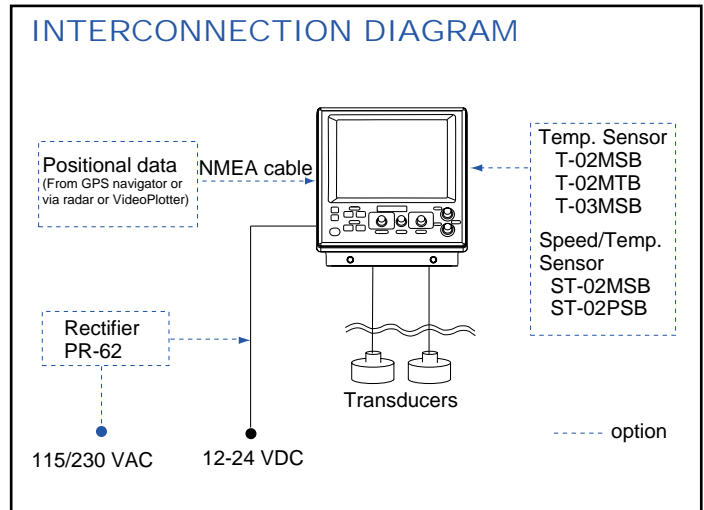 INTERCONNECTION DIAGRAM
Positional data
(From GPS navigator or
via radar or VideoPlotter)
NMEA cable
Temp. Sensor
T-02MSB
T-02MTB
T-03MSB
Speed/Temp.
Sensor
ST-02MSB
ST-02PSB
Rectifier
PR-62
Transducers
115/230 VAC
12-24 VDC
option